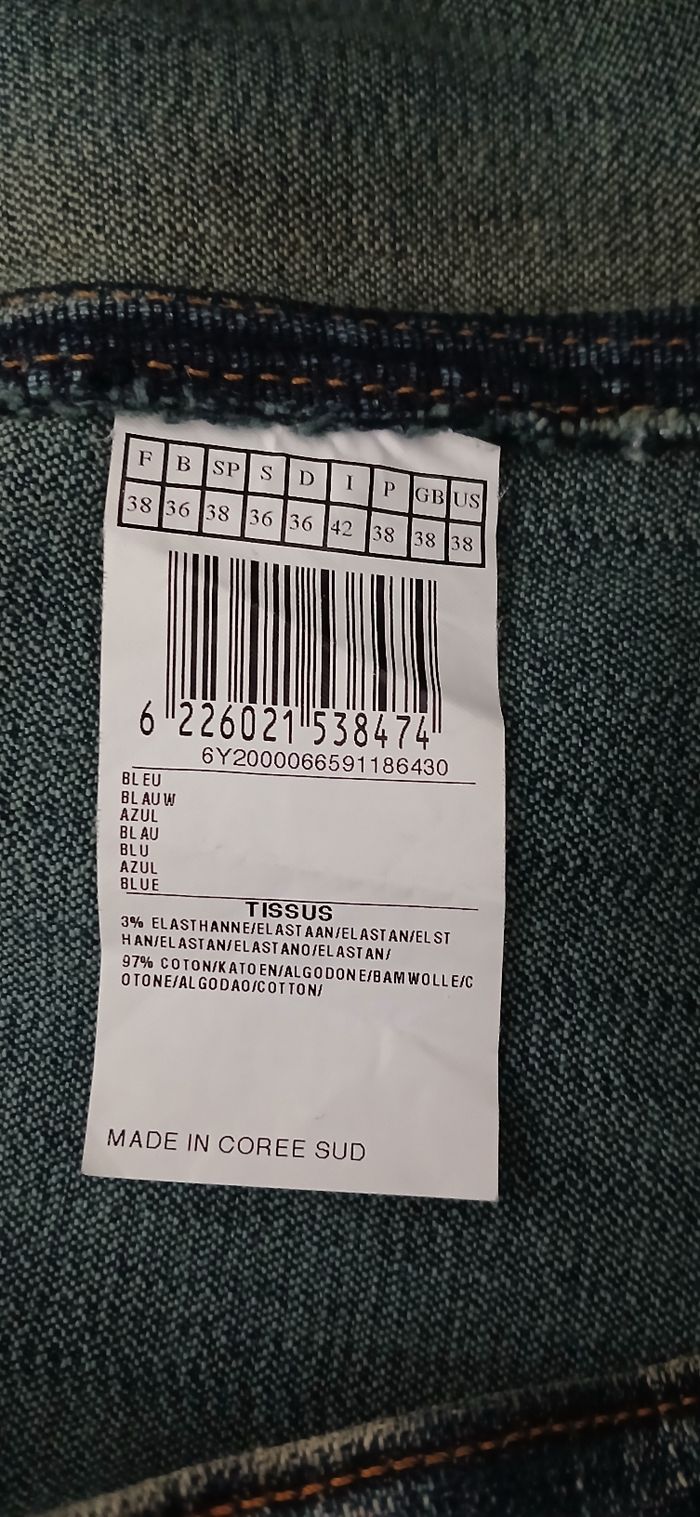 F B SP S D I P GB US
38 36 38 36 36 42 38 38 38
6 226021 538474
6Y2000066591186430
BLEU
BLAUW
AZUL
BLAU
BLU
AZUL
BLUE
TISSUS
3% ELASTHANNE/ELASTAAN/ELASTAN/ELST
HAN/ELASTAN/ELASTANO/ELASTAN/
97% COTON/KATOEN/ALGODONE/BAMWOLLE/C
OTONE/ALGODAO/COTTON/
MADE IN COREE SUD